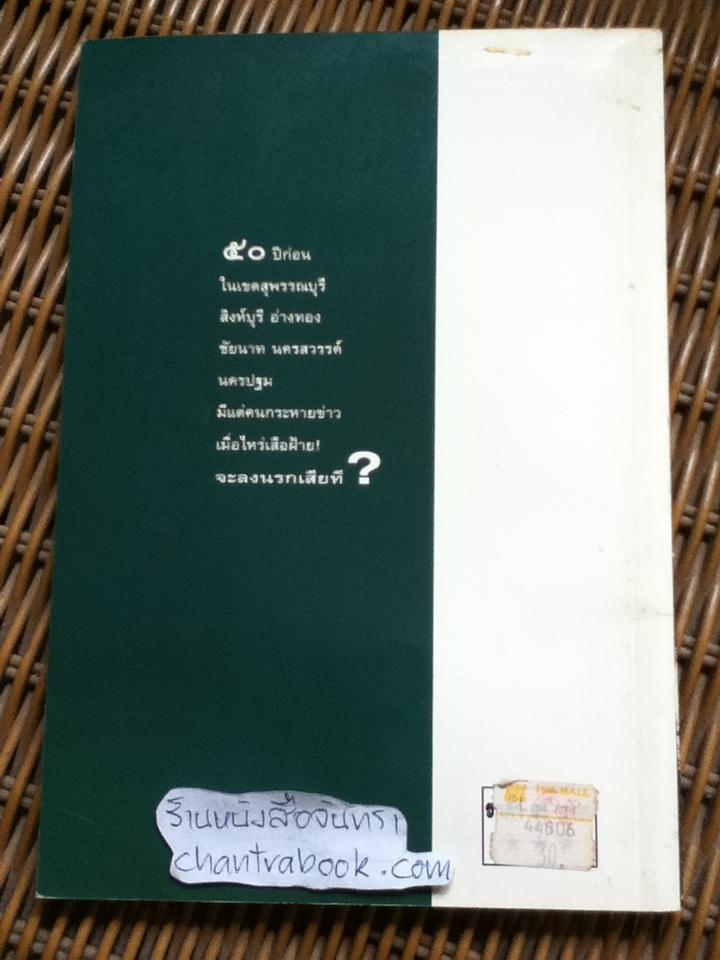 ๕๐ ปีก่อน
ในเขตสุพรรณบุรี
สิงห์บุรี อ่างทอง
ชัยนาท นครสวรรค์
นครปฐม
มีแต่คนกระหายข่าว
เมื่อไหร่เสือฝ้าย!
จะลงนรกเสียที ?
ร้านหนังสือจันทรา
chantrabook.com
THE MALL
44806
30.